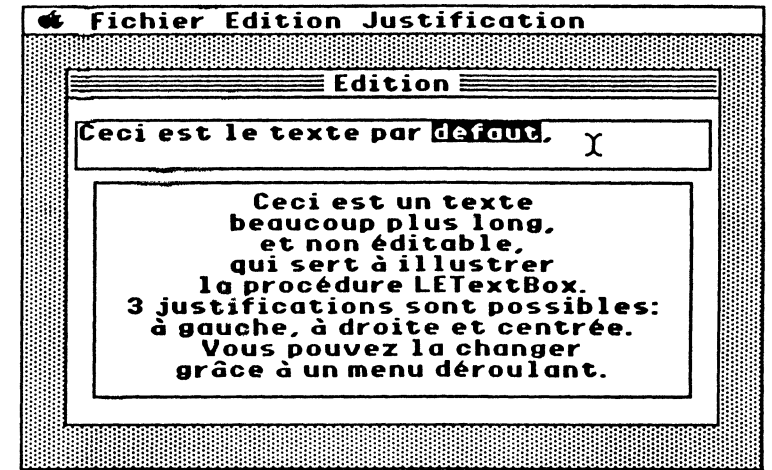 Fichier Edition Justification
Edition
Ceci est le texte par défaut.
Ceci est un texte
beaucoup plus long,
et non éditable,
qui sert à illustrer
la procédure LETextBox.
3 justifications sont possibles:
à gauche, à droite et centrée.
Vous pouvez la changer
grâce à un menu déroulant.